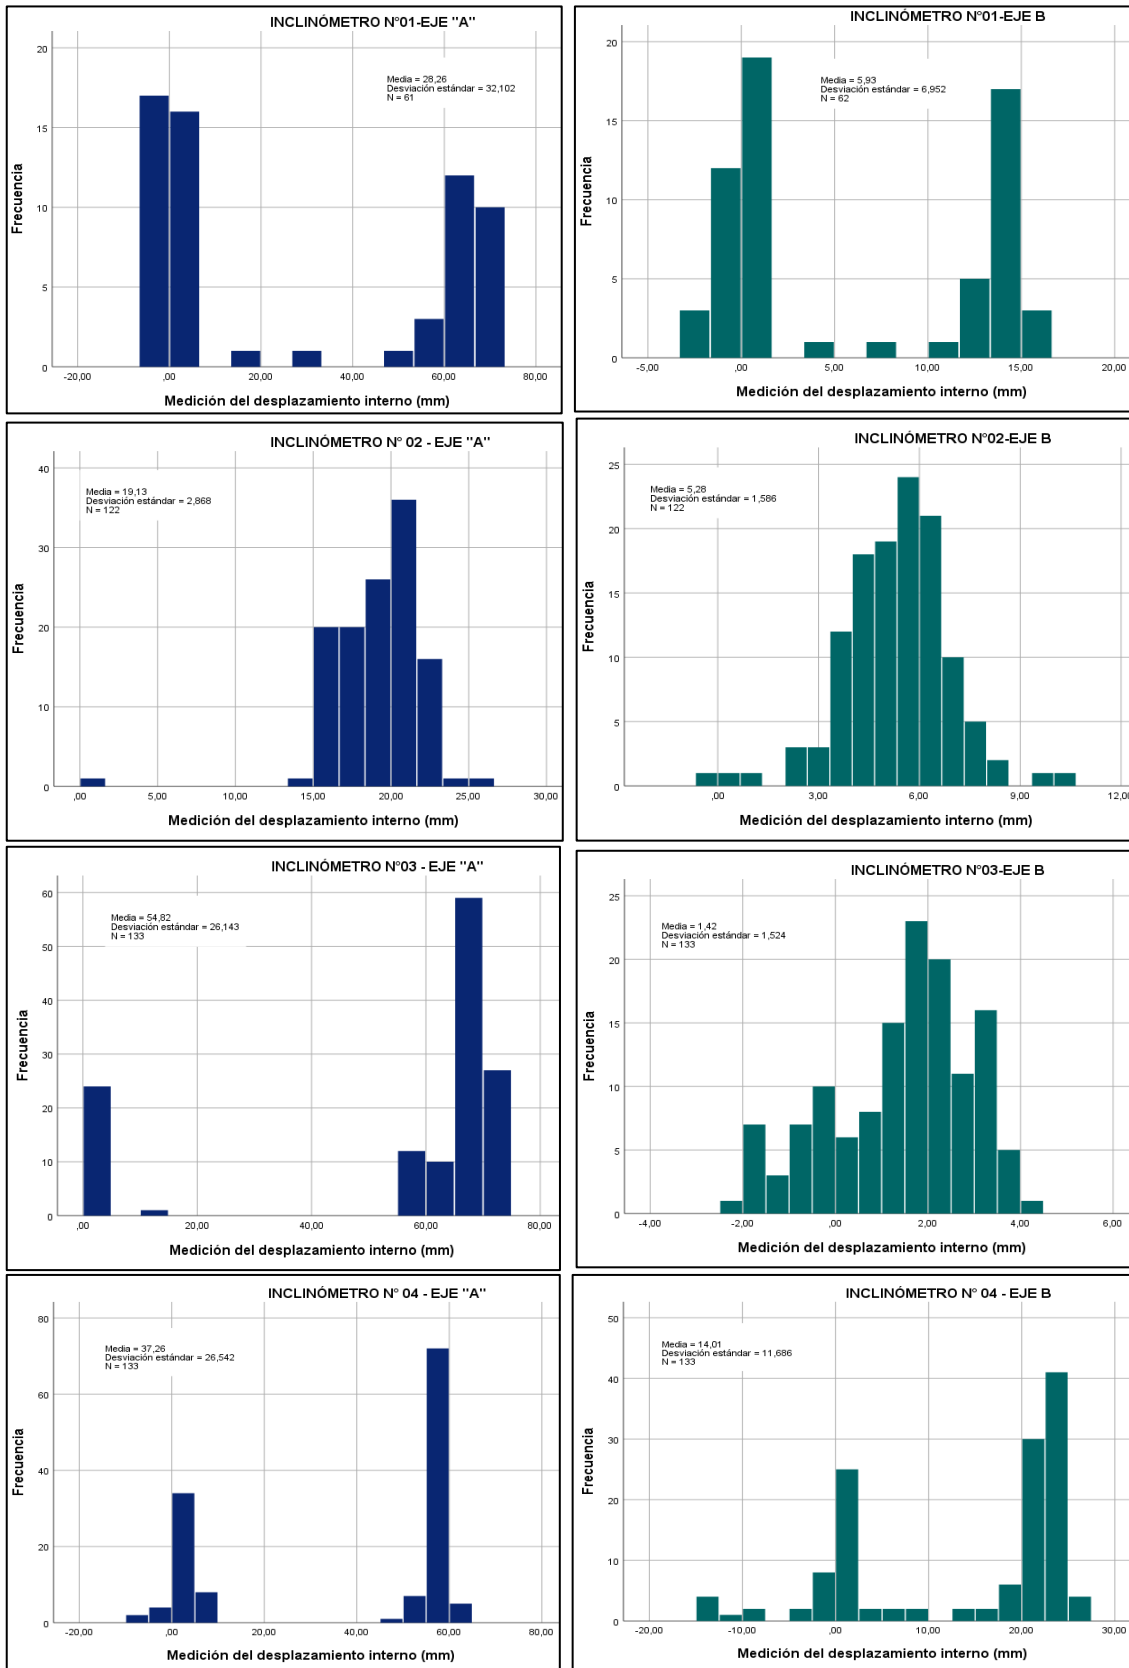 INCLINÓMETRO N°01-EJE "A"
Media = 28,26
Desviación estándar = 32,102
N = 61
Frecuencia
20
15
10
5
0
-20,00 ,00 20,00 40,00 60,00 80,00
Medición del desplazamiento interno (mm)
INCLINÓMETRO N°01-EJE B
Media = 5,93
Desviación estándar = 6,952
N = 62
Frecuencia
20
15
10
5
0
-5,00 ,00 5,00 10,00 15,00 20,00
Medición del desplazamiento interno (mm)
INCLINÓMETRO N° 02 - EJE "A"
Media = 19,13
Desviación estándar = 2,868
N = 122
Frecuencia
40
30
20
10
0
,00 5,00 10,00 15,00 20,00 25,00 30,00
Medición del desplazamiento interno (mm)
INCLINÓMETRO N°02-EJE B
Media = 5,28
Desviación estándar = 1,586
N = 122
Frecuencia
25
20
15
10
5
0
,00 3,00 6,00 9,00 12,00
Medición del desplazamiento interno (mm)
INCLINÓMETRO N°03 - EJE "A"
Media = 54,82
Desviación estándar = 26,143
N = 133
Frecuencia
60
50
40
30
20
10
0
,00 20,00 40,00 60,00 80,00
Medición del desplazamiento interno (mm)
INCLINÓMETRO N°03-EJE B
Media = 1,42
Desviación estándar = 1,524
N = 133
Frecuencia
25
20
15
10
5
0
-4,00 -2,00 ,00 2,00 4,00 6,00
Medición del desplazamiento interno (mm)
INCLINÓMETRO N° 04 - EJE "A"
Media = 37,26
Desviación estándar = 26,542
N = 133
Frecuencia
80
60
40
20
0
-20,00 ,00 20,00 40,00 60,00 80,00
Medición del desplazamiento interno (mm)
INCLINÓMETRO N° 04 - EJE B
Media = 14,01
Desviación estándar = 11,686
N = 133
Frecuencia
50
40
30
20
10
0
-20,00 -10,00 ,00 10,00 20,00 30,00
Medición del desplazamiento interno (mm)